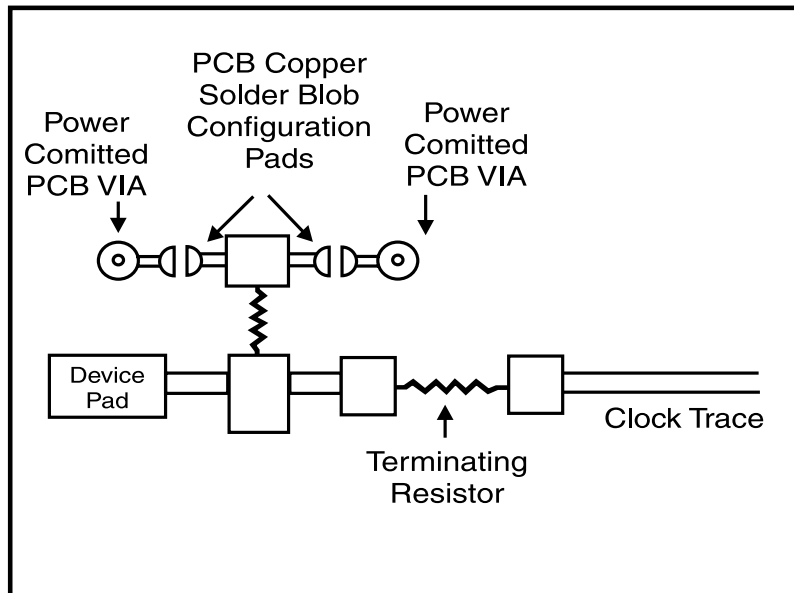 PCB Copper
Solder Blob
Configuration
Pads
Power
Comitted
PCB VIA
Power
Comitted
PCB VIA
Device
Pad
Clock Trace
Terminating
Resistor